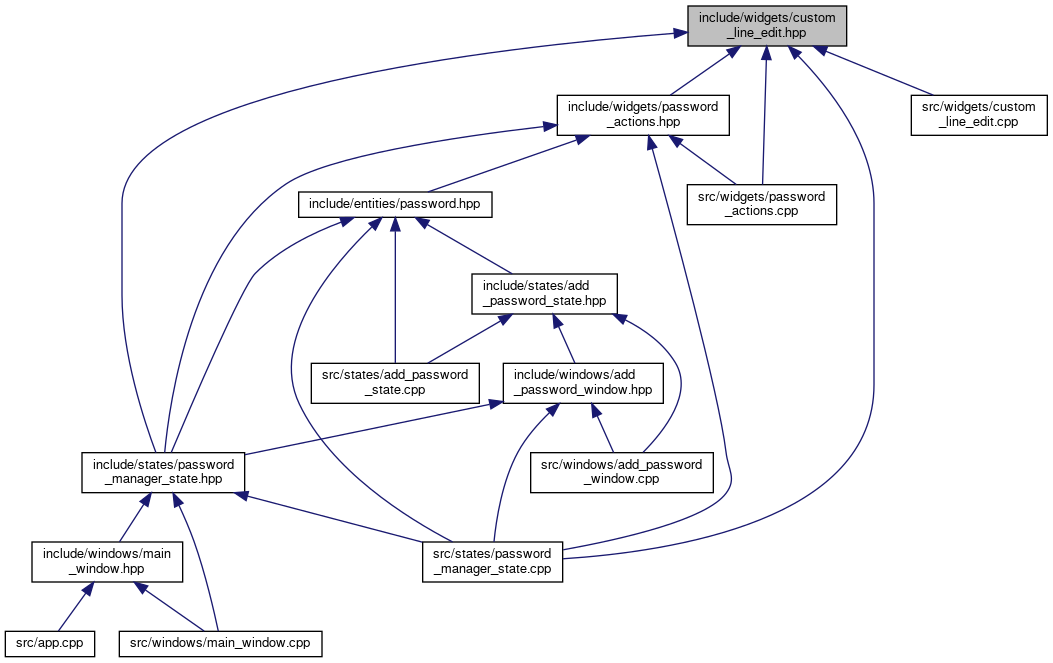 include/widgets/custom
_line_edit.hpp
include/widgets/password
_actions.hpp
src/widgets/custom
_line_edit.cpp
include/entities/password.hpp
src/widgets/password
_actions.cpp
include/states/add
_password_state.hpp
src/states/add_password
_state.cpp
include/windows/add
_password_window.hpp
include/states/password
_manager_state.hpp
src/windows/add_password
_window.cpp
include/windows/main
_window.hpp
src/states/password
_manager_state.cpp
src/app.cpp
src/windows/main_window.cpp